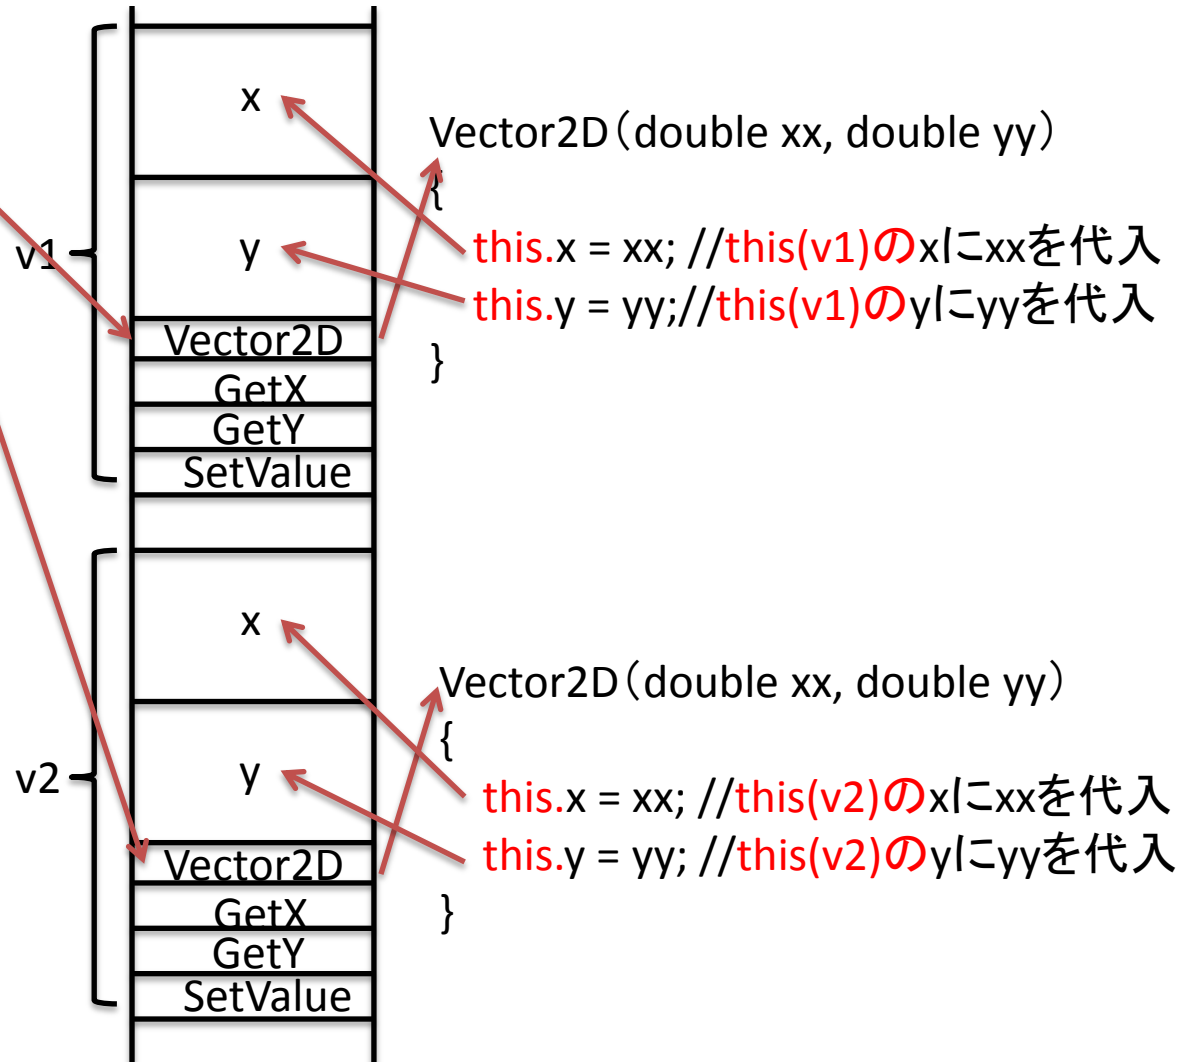 x
y
v1
Vector2D
GetX
GetY
SetValue
Vector2D(double xx, double yy)
{
this.x = xx; //this(v1)のxにxxを代入
this.y = yy;//this(v1)のyにyyを代入
}
x
y
v2
Vector2D
GetX
GetY
SetValue
Vector2D(double xx, double yy)
{
this.x = xx; //this(v2)のxにxxを代入
this.y = yy; //this(v2)のyにyyを代入
}